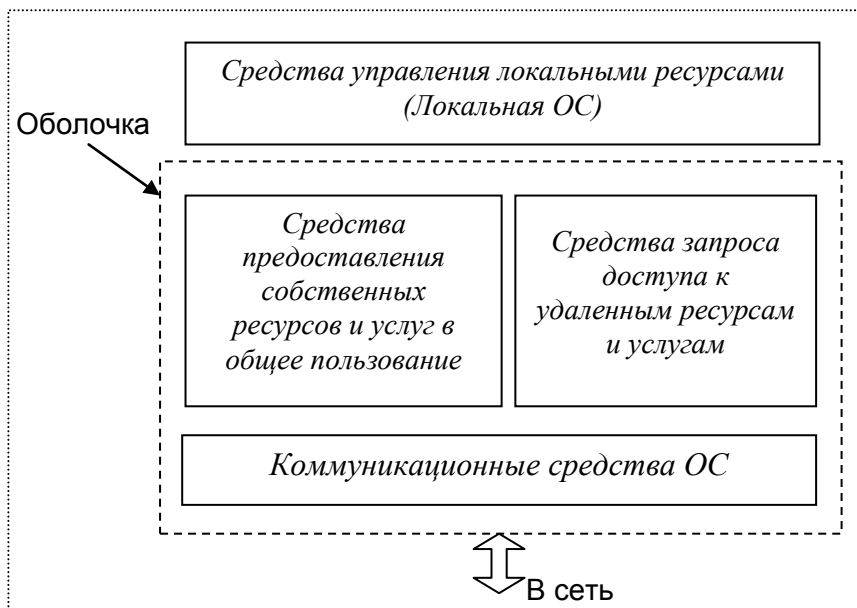 Средства управления локальными ресурсами
(Локальная ОС)
Оболочка
Средства
предоставления
собственных
ресурсов и услуг в
общее пользование
Средства запроса
доступа к
удаленным ресурсам
и услугам
Коммуникационные средства ОС
В сеть